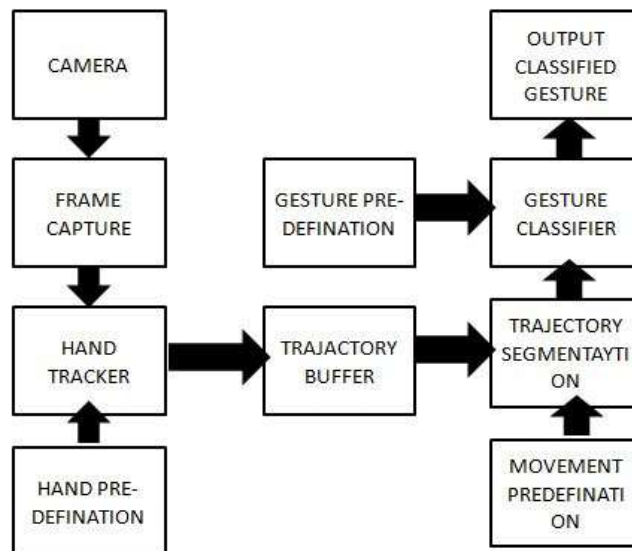 CAMERA
OUTPUT
CLASSIFIED
GESTURE
FRAME
CAPTURE
GESTURE PRE-
DEFINATION
GESTURE
CLASSIFIER
HAND
TRACKER
TRAJACTORY
BUFFER
TRAJECTORY
SEGMENTAYTI
ON
HAND PRE-
DEFINATION
MOVEMENT
PREDEFINATI
ON